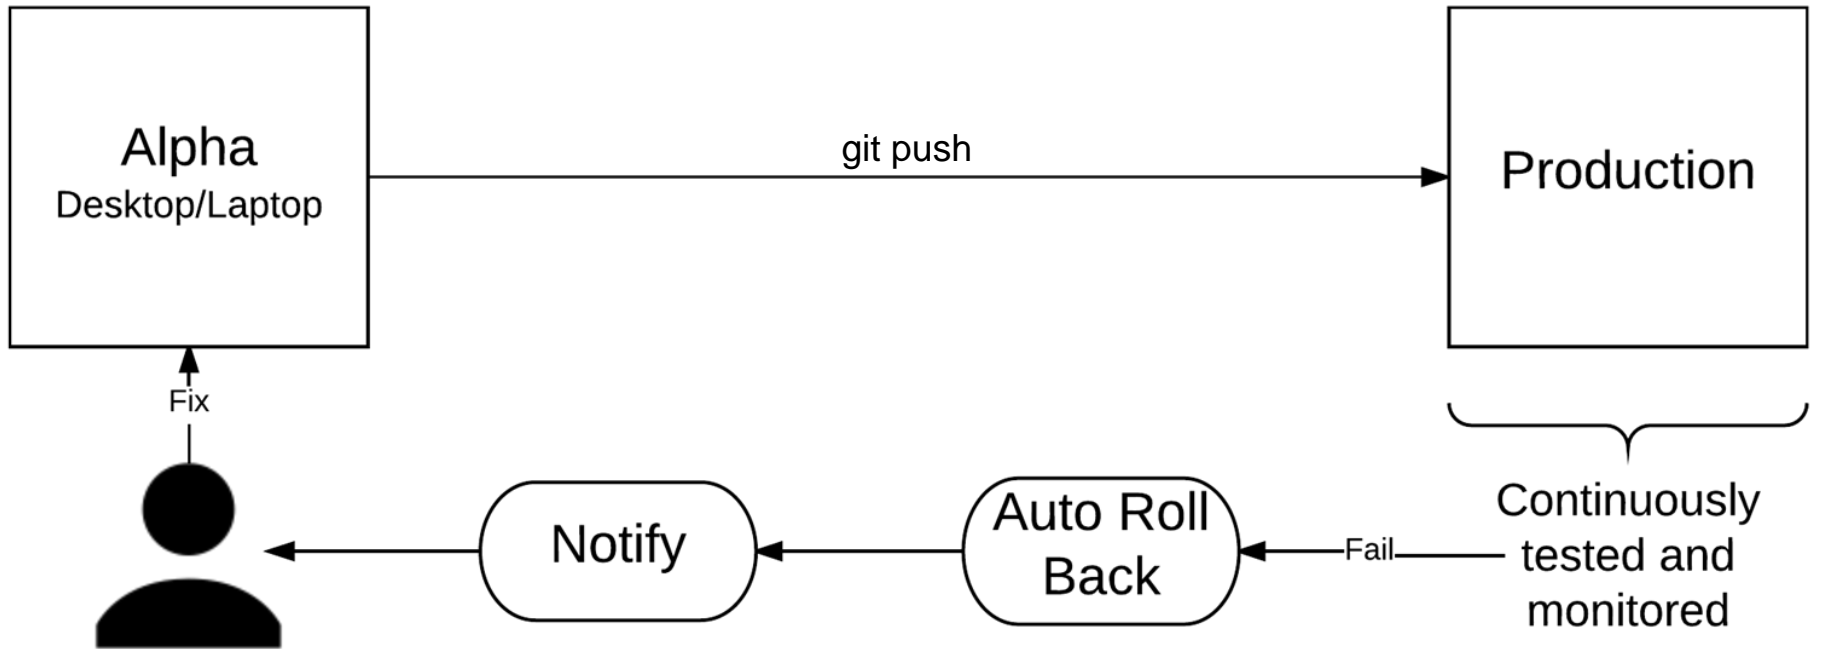 Alpha
Desktop/Laptop
git push
Production
Fix
Notify
Auto Roll
Back
Fail
Continuously
tested and
monitored